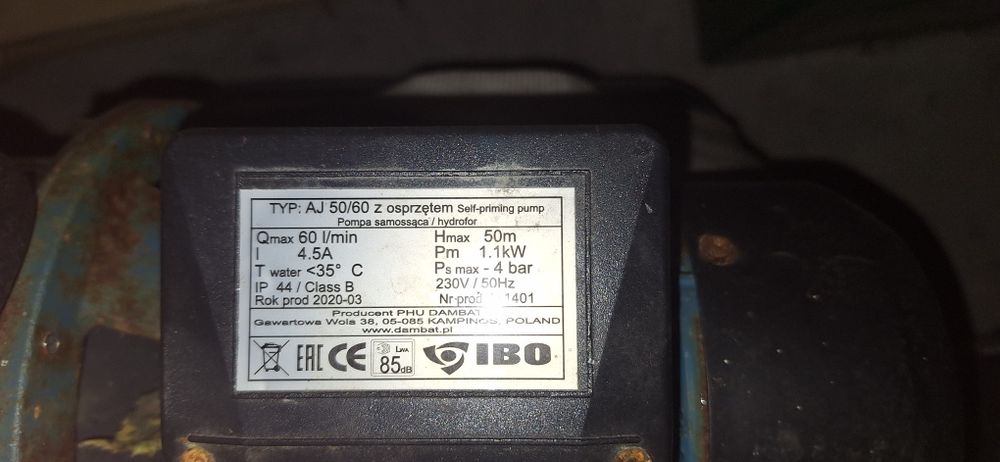 TYP: AJ 50/60 z osprzętem Self-priming pump
Pompa samossąca / hydrofor
Qmax 60 l/min Hmax 50m
I 4.5A Pm 1.1kW
T water <35° C Ps max - 4 bar
IP 44 / Class B 230V / 50Hz
Rok prod 2020-03 1401
Producent PHU DAMBAT
Gawartowa Wola 38, 05-085 KAMPINOS, POLAND
www.dambat.pl
EAC CE LWA 85dB IBO